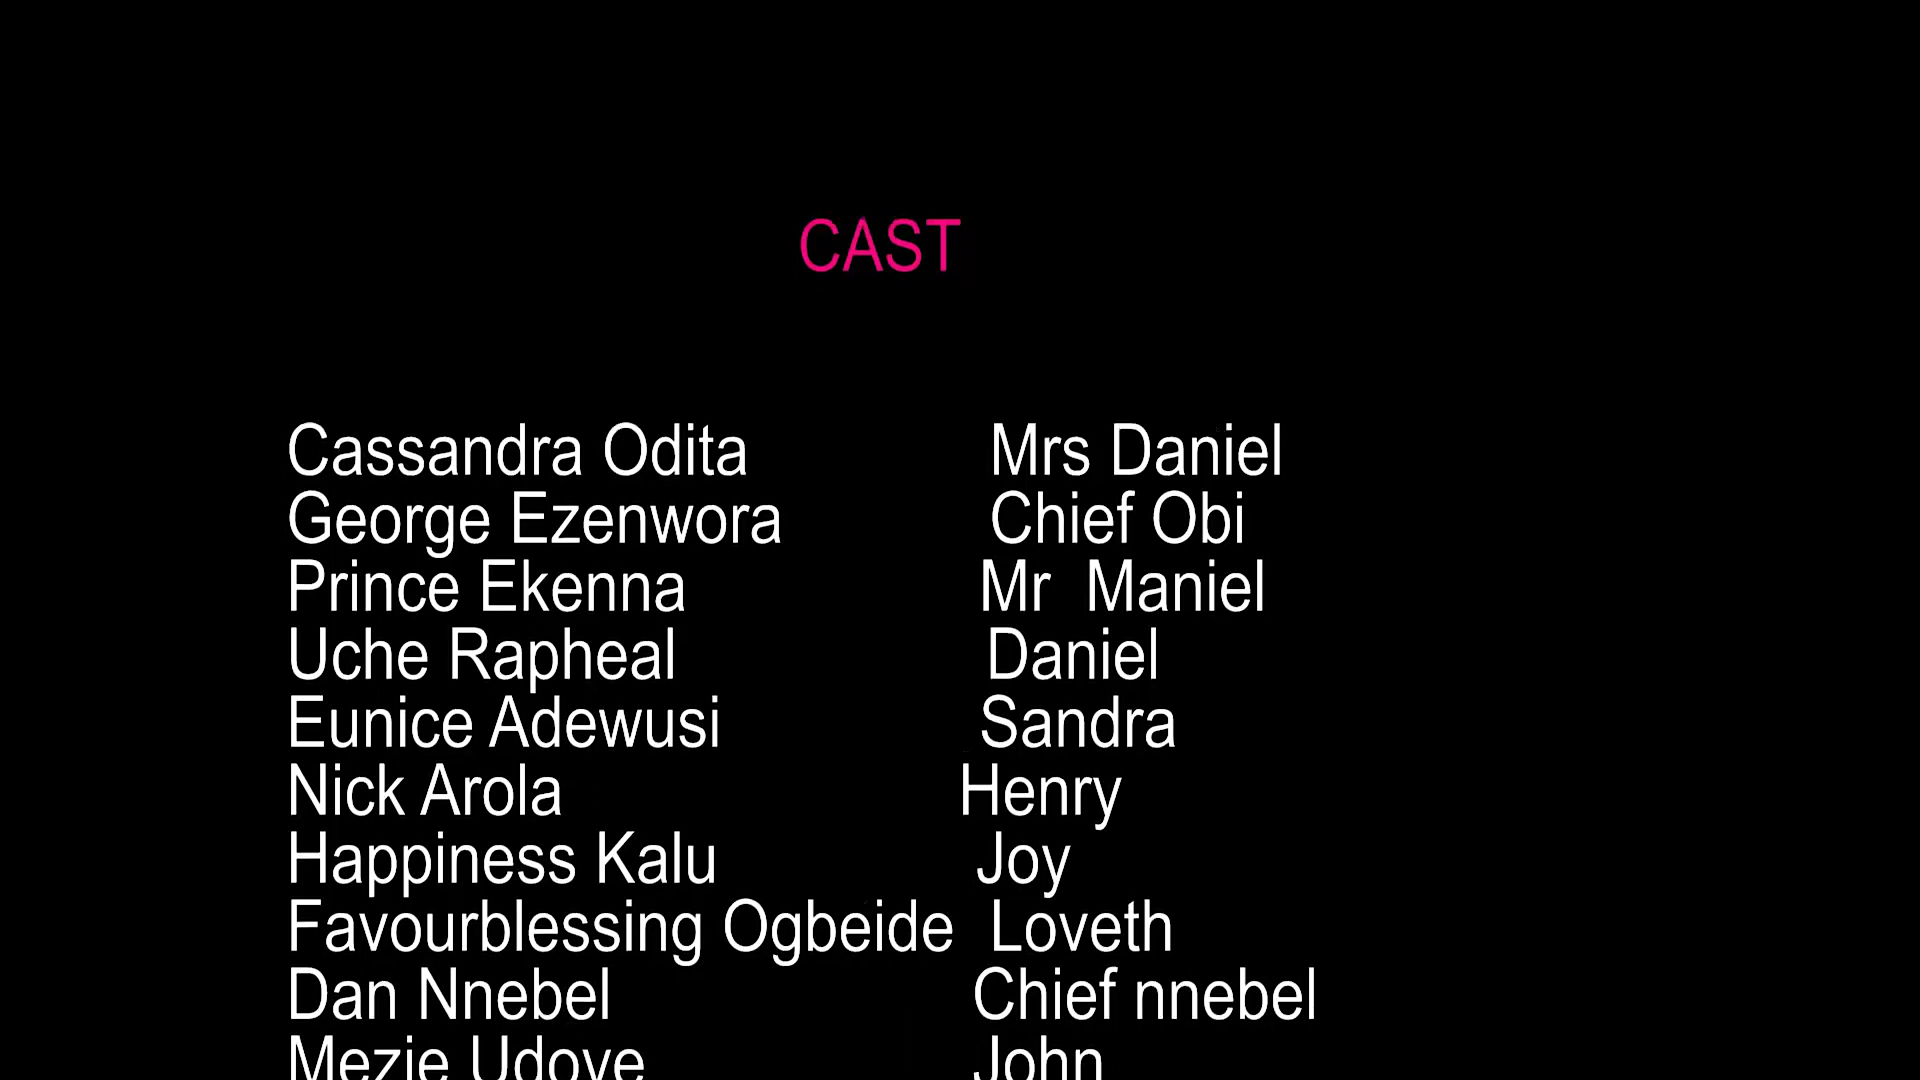 CAST
Cassandra Odita Mrs Daniel
George Ezenwora Chief Obi
Prince Ekenna Mr Maniel
Uche Rapheal Daniel
Eunice Adewusi Sandra
Nick Arola Henry
Happiness Kalu Joy
Favourblessing Ogbeide Loveth
Dan Nnebel Chief nnebel
Mezie John